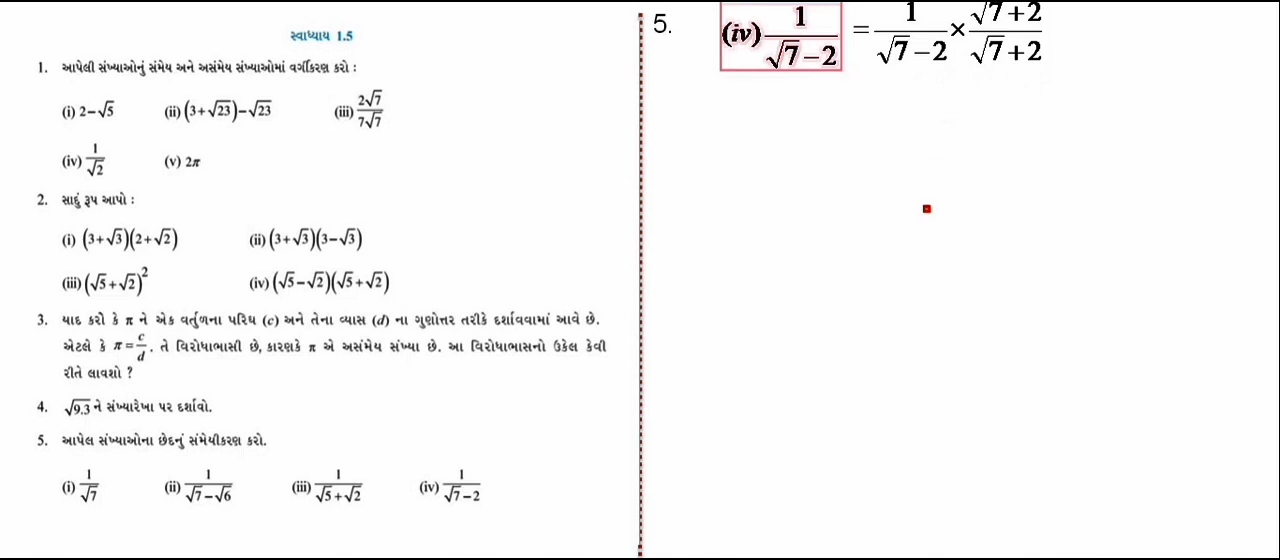 સ્વાધ્યાય 1.5
1. આપેલી સંખ્યાઓનું સંમેય અને અસંમેય સંખ્યાઓમાં વર્ગીકરણ કરો :
(i) 2−√5 (ii) (3+√23)−√23 (iii) 2√7/7√7
(iv) 1/√2 (v) 2π
2. સાદું રૂપ આપો :
(i) (3+√3)(2+√2) (ii) (3+√3)(3−√3)
(iii) (√5+√2)² (iv) (√5−√2)(√5+√2)
3. યાદ કરો કે π ને એક વર્તુળના પરિઘ (c) અને તેના વ્યાસ (d) ના ગુણોત્તર તરીકે દર્શાવવામાં આવે છે.
એટલે કે π = c/d. તે વિરોધાભાસી છે, કારણકે π એ અસંમેય સંખ્યા છે. આ વિરોધાભાસનો ઉકેલ કેવી
રીતે લાવશો ?
4. √9.3 ને સંખ્યારેખા પર દર્શાવો.
5. આપેલ સંખ્યાઓના છેદનું સંમેયીકરણ કરો.
(i) 1/√7 (ii) 1/(√7−√6) (iii) 1/(√5+√2) (iv) 1/(√7−2)
5. (iv) 1/(√7−2) = 1/(√7−2) × (√7+2)/(√7+2)